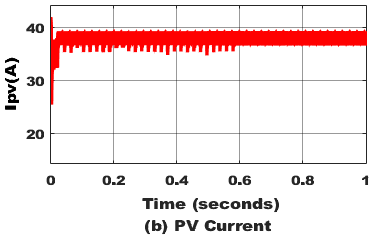 40
30
20
Ipv(A)
0 0.2 0.4 0.6 0.8 1
Time (seconds)
(b) PV Current